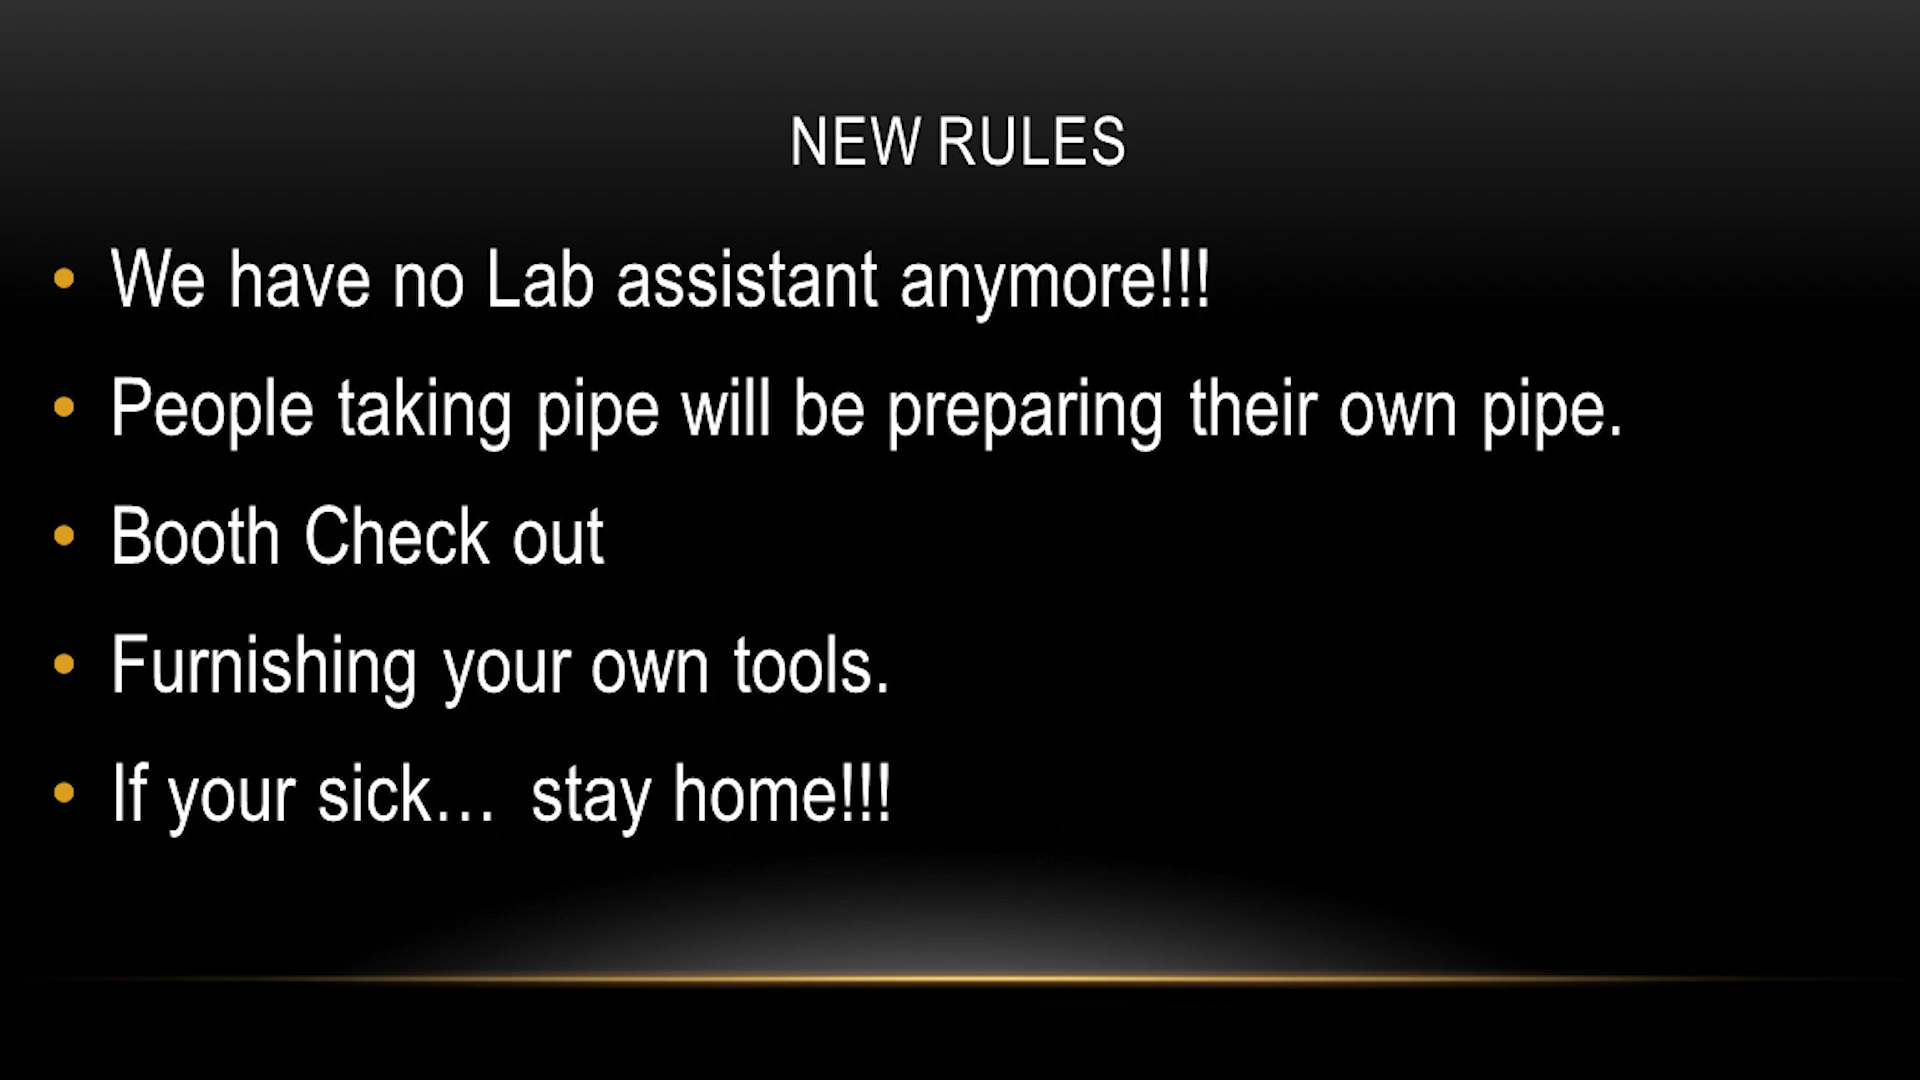 NEW RULES
• We have no Lab assistant anymore!!!
• People taking pipe will be preparing their own pipe.
• Booth Check out
• Furnishing your own tools.
• If your sick… stay home!!!